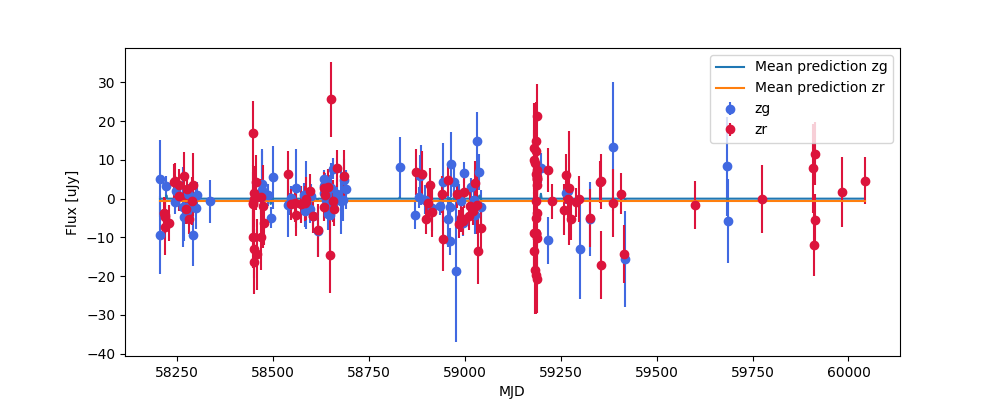 Mean prediction zg
Mean prediction zr
zg
zr
30
20
10
0
−10
−20
−30
−40
Flux [uJy]
58250 58500 58750 59000 59250 59500 59750 60000
MJD